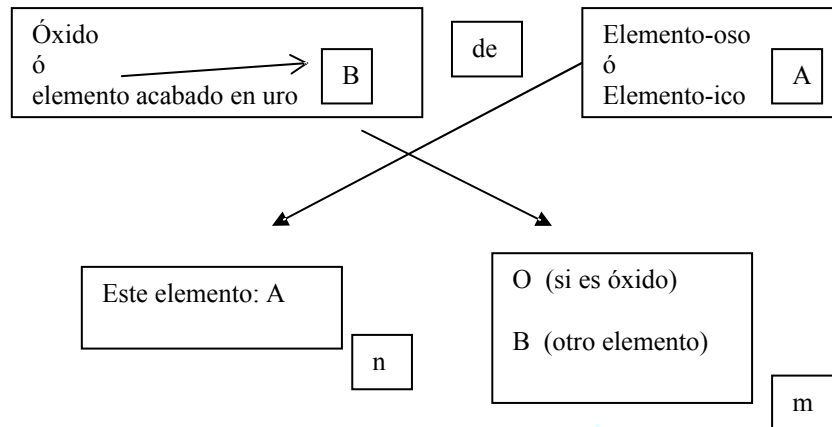 Óxido
ó
elemento acabado en uro
B
de
Elemento-oso
ó
Elemento-ico
A
Este elemento: A
n
O (si es óxido)
B (otro elemento)
m